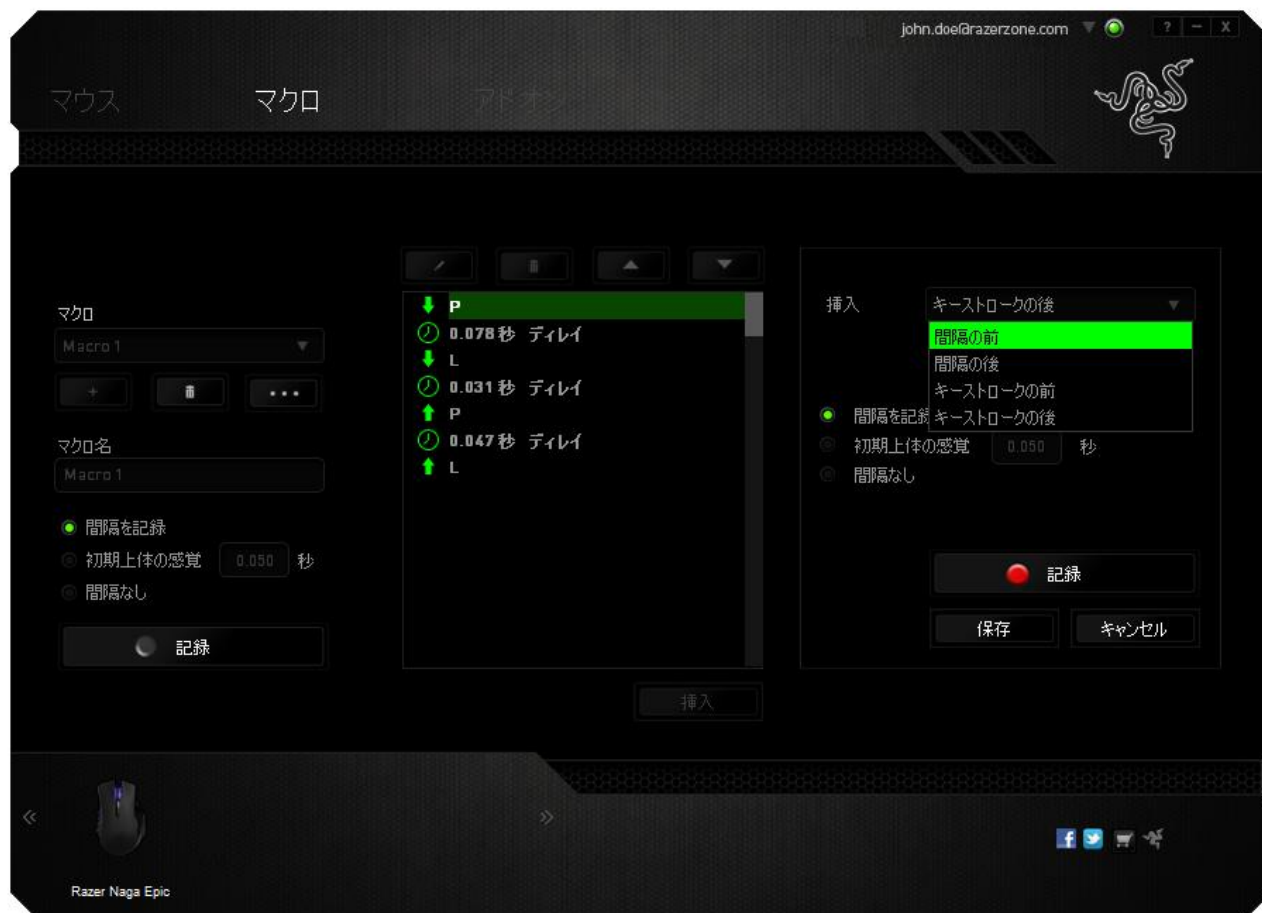 john.doe@razerzone.com
? – X
マウス
マクロ
アドオン
マクロ
Macro 1
マクロ名
Macro 1
間隔を記録
初期上体の感覚 0.050 秒
間隔なし
記録
P
0.078 秒 ディレイ
L
0.031 秒 ディレイ
P
0.047 秒 ディレイ
L
挿入
挿入 キーストロークの後
間隔の前
間隔の後
キーストロークの前
キーストロークの後
間隔を記録
初期上体の感覚 0.050 秒
間隔なし
記録
保存 キャンセル
Razer Naga Epic